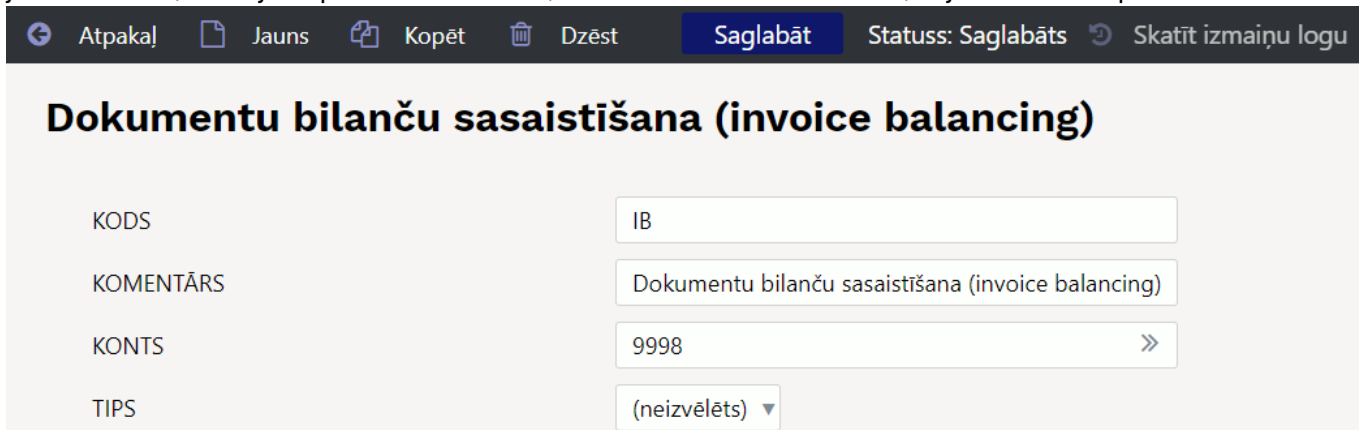 Atpakaļ Jauns Kopēt Dzēst Saglabāt Statuss: Saglabāts Skatīt izmaiņu logu
Dokumentu bilanču sasaistīšana (invoice balancing)
KODS IB
KOMENTĀRS Dokumentu bilanču sasaistīšana (invoice balancing)
KONTS 9998
TIPS (neizvēlēts)